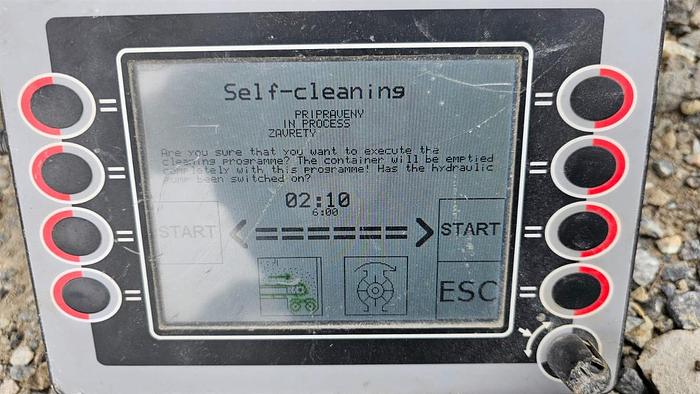 Self-cleaning
PRIPRAVENY
IN PROCESS
ZAVRETY
Are you sure that you want to execute the
cleaning programme? The container will be emptied
completely with this programme! Has the hydraulic
pump been switched on?
02:10
6:00
START
START
ESC